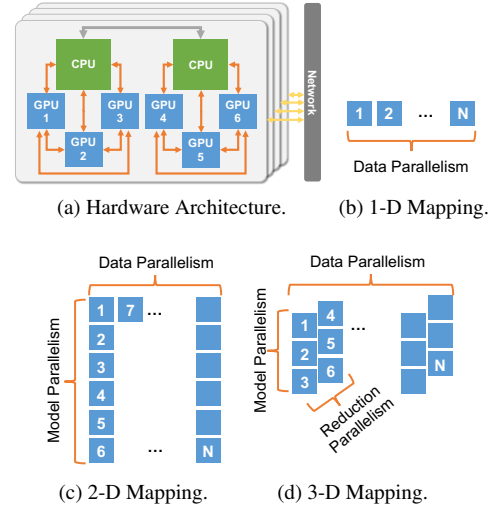 CPU
CPU
GPU
1
GPU
3
GPU
4
GPU
6
GPU
2
GPU
5
Network
(a) Hardware Architecture.
1 2 ... N
Data Parallelism
(b) 1-D Mapping.
Data Parallelism
Model Parallelism
1 7 ...
2
3
4
5
6 ... N
(c) 2-D Mapping.
Data Parallelism
Model Parallelism
1 4 ...
2 5
3 6 N
Reduction
Parallelism
(d) 3-D Mapping.